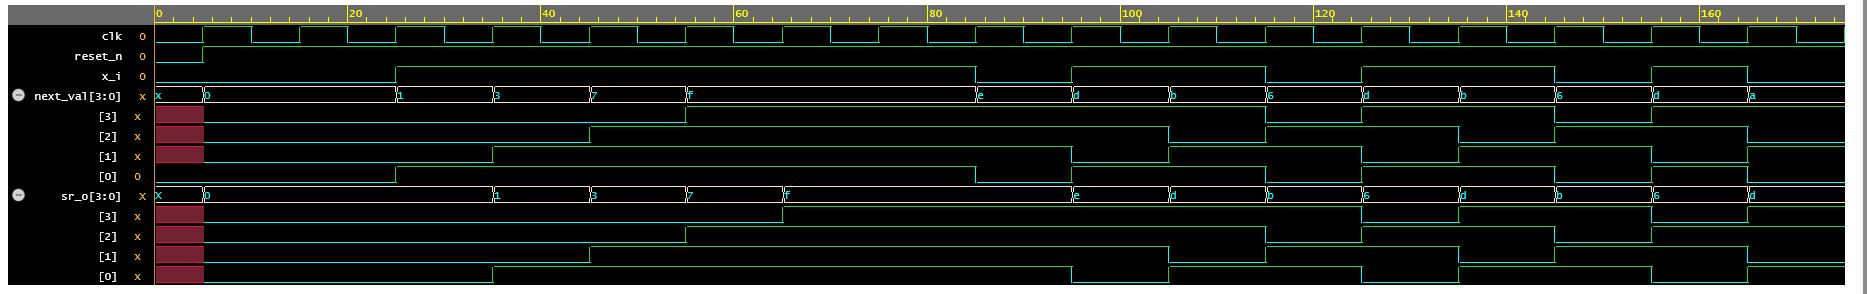 0 20 40 60 80 100 120 140 160
clk 0
reset_n 0
x_i 0
next_val[3:0] x x 0 1 3 7 f e d b 6 d b 6 d a
[3] x
[2] x
[1] x
[0] 0
sr_o[3:0] x x 0 1 3 7 f e d b 6 d b 6 d
[3] x
[2] x
[1] x
[0] x